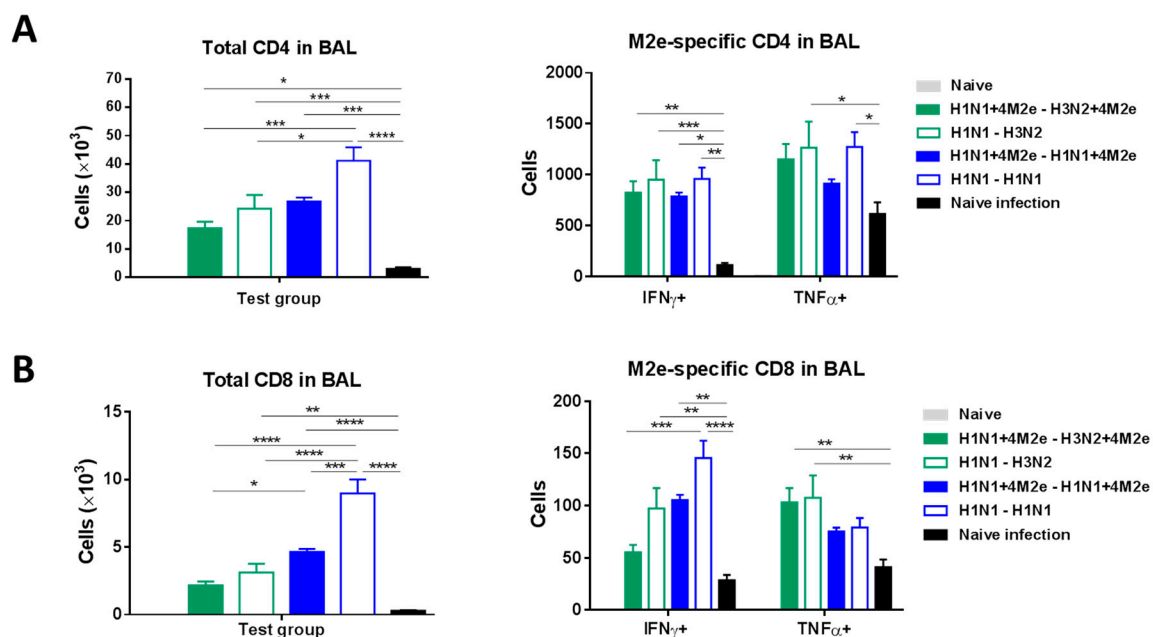 A
Total CD4 in BAL
Cells (×10³)
70
60
50
40
30
20
10
0
*
***
***
***
*
****
Test group
M2e-specific CD4 in BAL
Cells
2000
1500
1000
500
0
**
***
*
**
*
*
IFNγ+
TNFα+
Naive
H1N1+4M2e - H3N2+4M2e
H1N1 - H3N2
H1N1+4M2e - H1N1+4M2e
H1N1 - H1N1
Naive infection
B
Total CD8 in BAL
Cells (×10³)
15
10
5
0
**
****
****
****
***
****
*
Test group
M2e-specific CD8 in BAL
Cells
200
150
100
50
0
**
**
***
****
**
**
IFNγ+
TNFα+
Naive
H1N1+4M2e - H3N2+4M2e
H1N1 - H3N2
H1N1+4M2e - H1N1+4M2e
H1N1 - H1N1
Naive infection